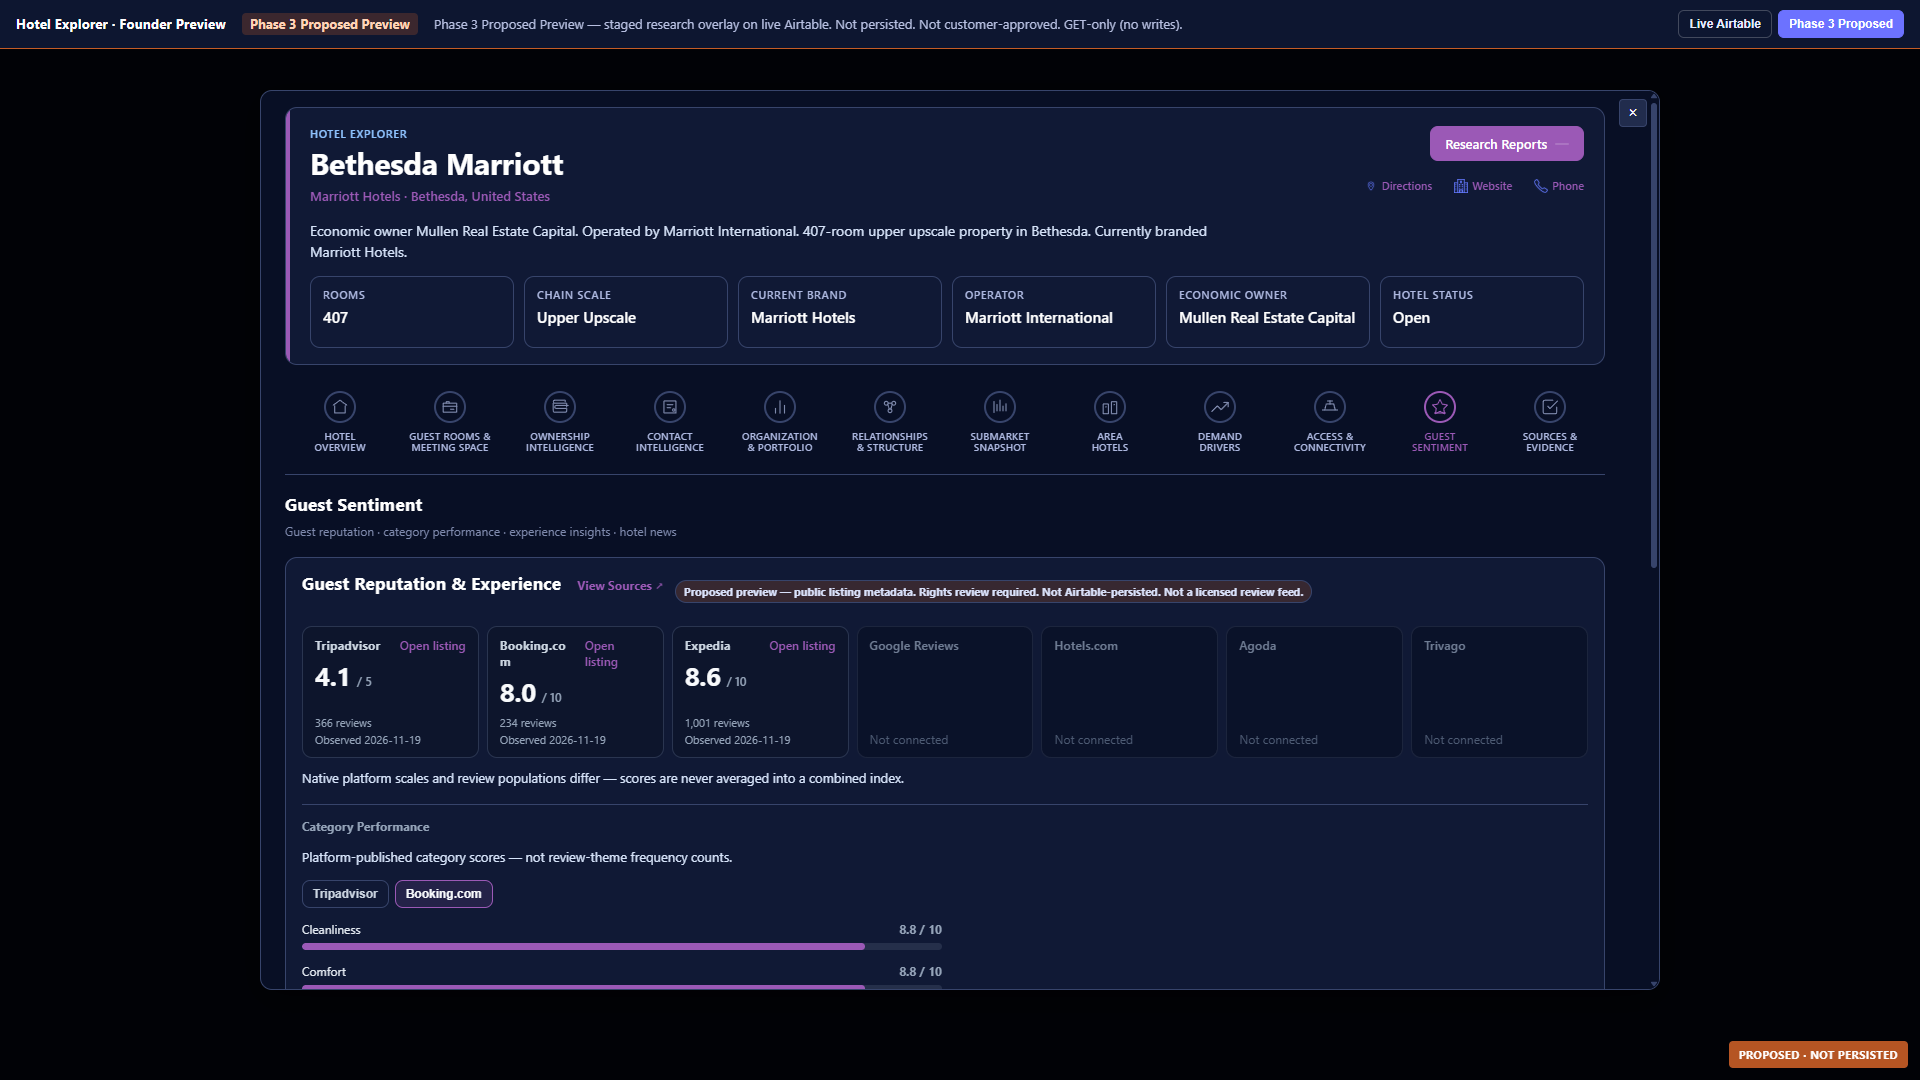 Hotel Explorer · Founder Preview
Phase 3 Proposed Preview
Phase 3 Proposed Preview — staged research overlay on live Airtable. Not persisted. Not customer-approved. GET-only (no writes).
Live Airtable
Phase 3 Proposed
×
HOTEL EXPLORER
Bethesda Marriott
Marriott Hotels · Bethesda, United States
Research Reports —
Directions
Website
Phone
Economic owner Mullen Real Estate Capital. Operated by Marriott International. 407-room upper upscale property in Bethesda. Currently branded
Marriott Hotels.
ROOMS
407
CHAIN SCALE
Upper Upscale
CURRENT BRAND
Marriott Hotels
OPERATOR
Marriott International
ECONOMIC OWNER
Mullen Real Estate Capital
HOTEL STATUS
Open
HOTEL
OVERVIEW
GUEST ROOMS &
MEETING SPACE
OWNERSHIP
INTELLIGENCE
CONTACT
INTELLIGENCE
ORGANIZATION
& PORTFOLIO
RELATIONSHIPS
& STRUCTURE
SUBMARKET
SNAPSHOT
AREA
HOTELS
DEMAND
DRIVERS
ACCESS &
CONNECTIVITY
GUEST
SENTIMENT
SOURCES &
EVIDENCE
Guest Sentiment
Guest reputation · category performance · experience insights · hotel news
Guest Reputation & Experience
View Sources ↗
Proposed preview — public listing metadata. Rights review required. Not Airtable-persisted. Not a licensed review feed.
Tripadvisor
Open listing
4.1 / 5
366 reviews
Observed 2026-11-19
Booking.co
m
Open
listing
8.0 / 10
234 reviews
Observed 2026-11-19
Expedia
Open listing
8.6 / 10
1,001 reviews
Observed 2026-11-19
Google Reviews
Not connected
Hotels.com
Not connected
Agoda
Not connected
Trivago
Not connected
Native platform scales and review populations differ — scores are never averaged into a combined index.
Category Performance
Platform-published category scores — not review-theme frequency counts.
Tripadvisor
Booking.com
Cleanliness
8.8 / 10
Comfort
8.8 / 10
PROPOSED · NOT PERSISTED